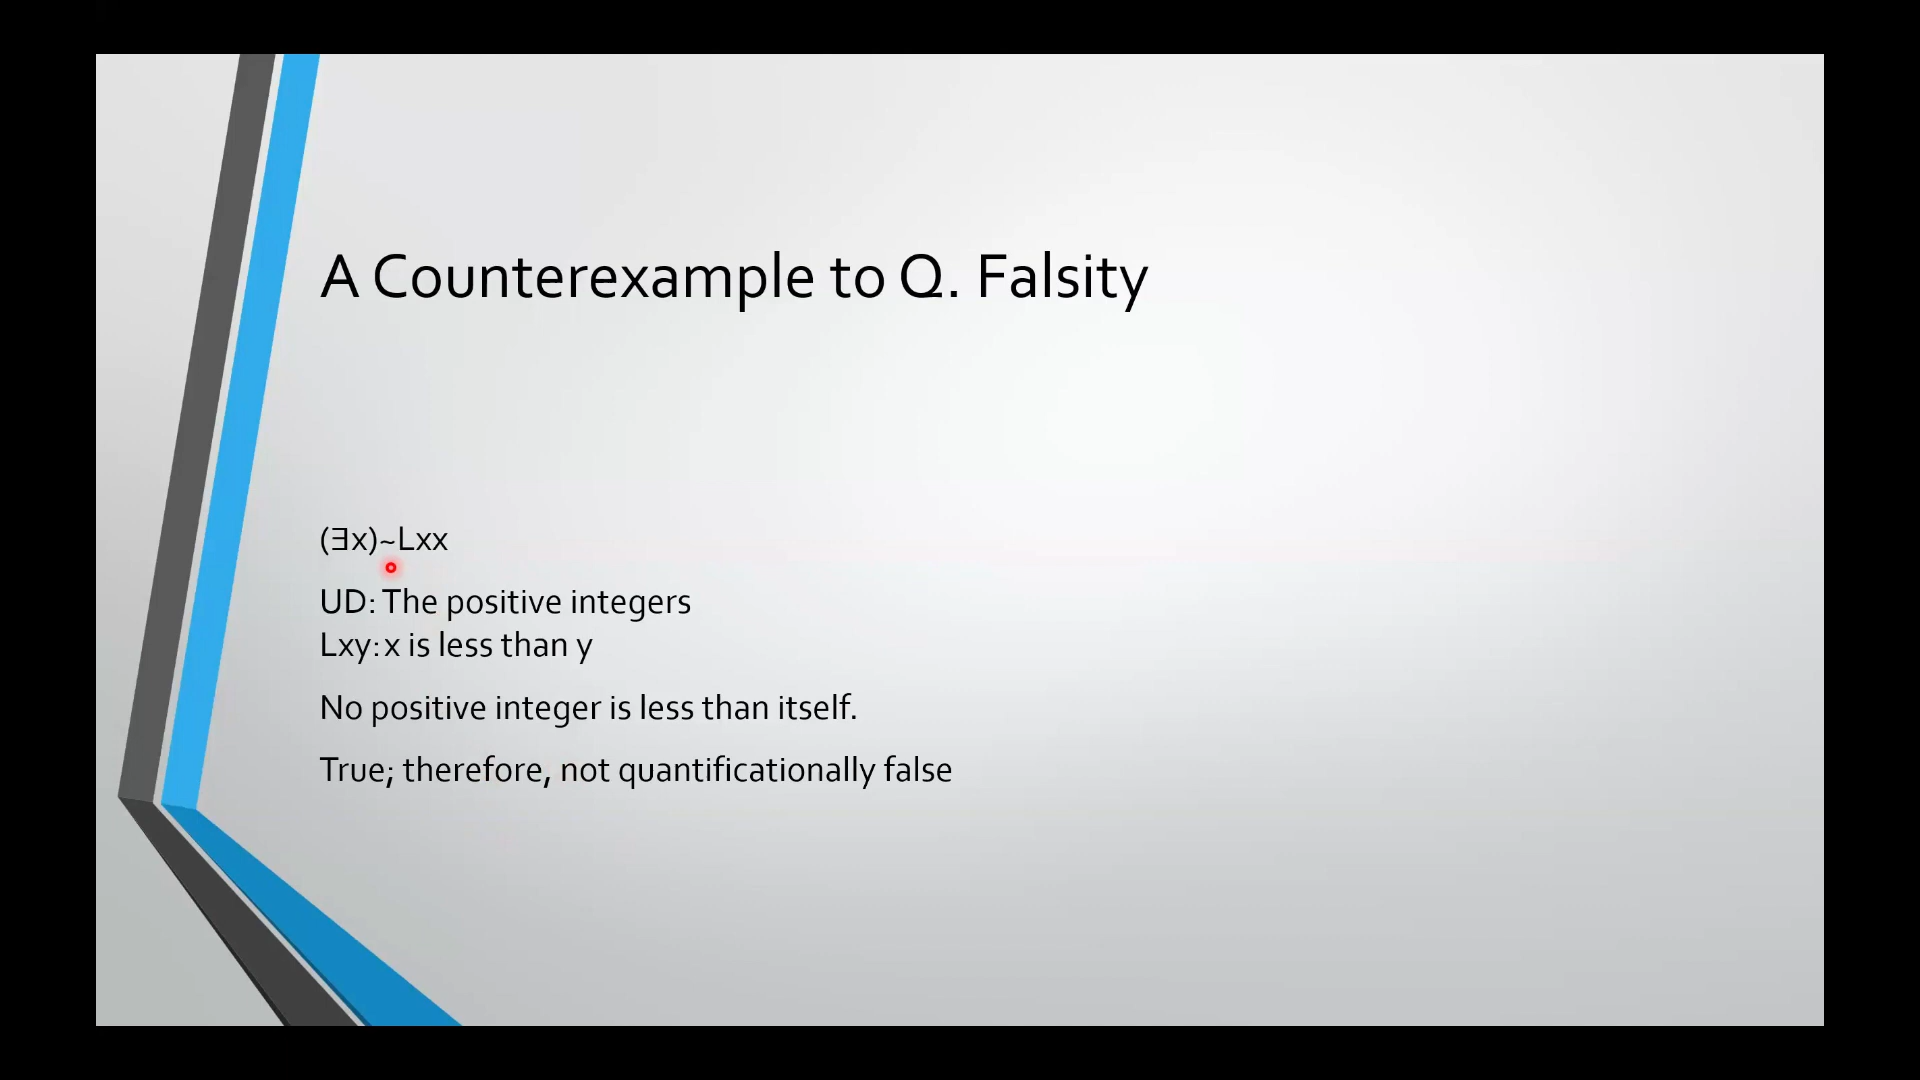 A Counterexample to Q. Falsity
(∃x)~Lxx
UD: The positive integers
Lxy: x is less than y
No positive integer is less than itself.
True; therefore, not quantificationally false